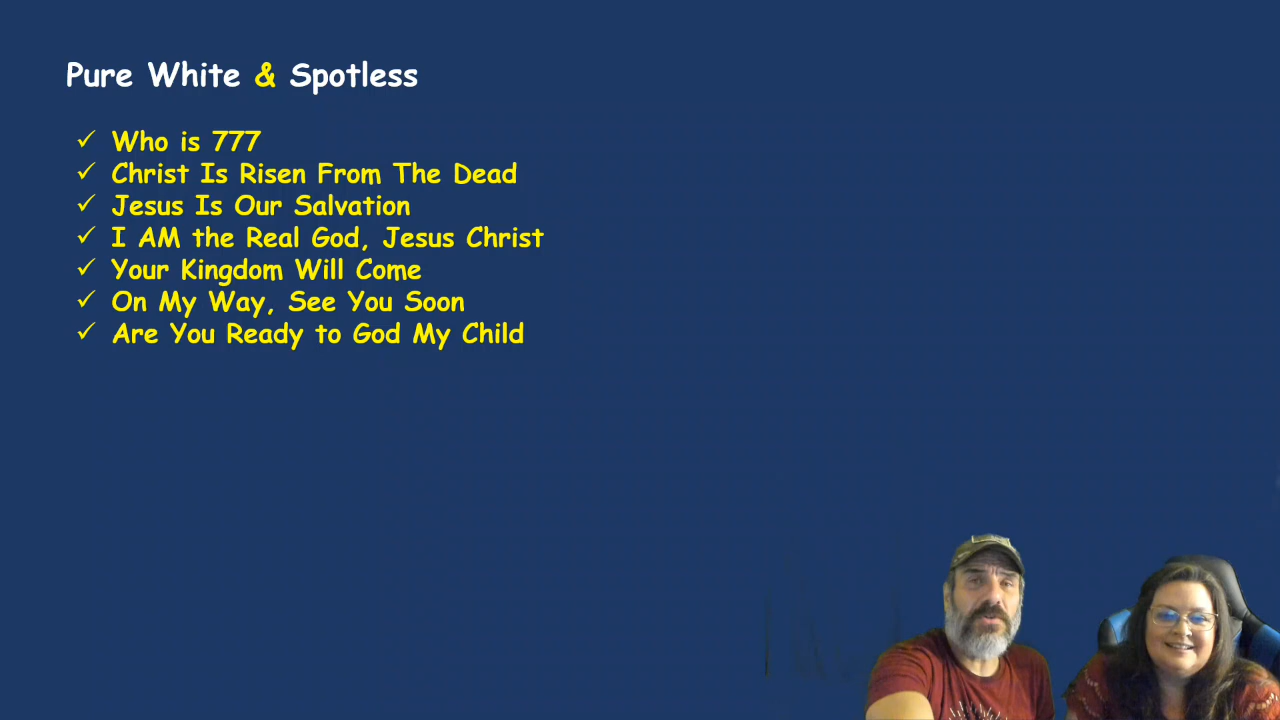 Pure White & Spotless
✓ Who is 777
✓ Christ Is Risen From The Dead
✓ Jesus Is Our Salvation
✓ I AM the Real God, Jesus Christ
✓ Your Kingdom Will Come
✓ On My Way, See You Soon
✓ Are You Ready to God My Child